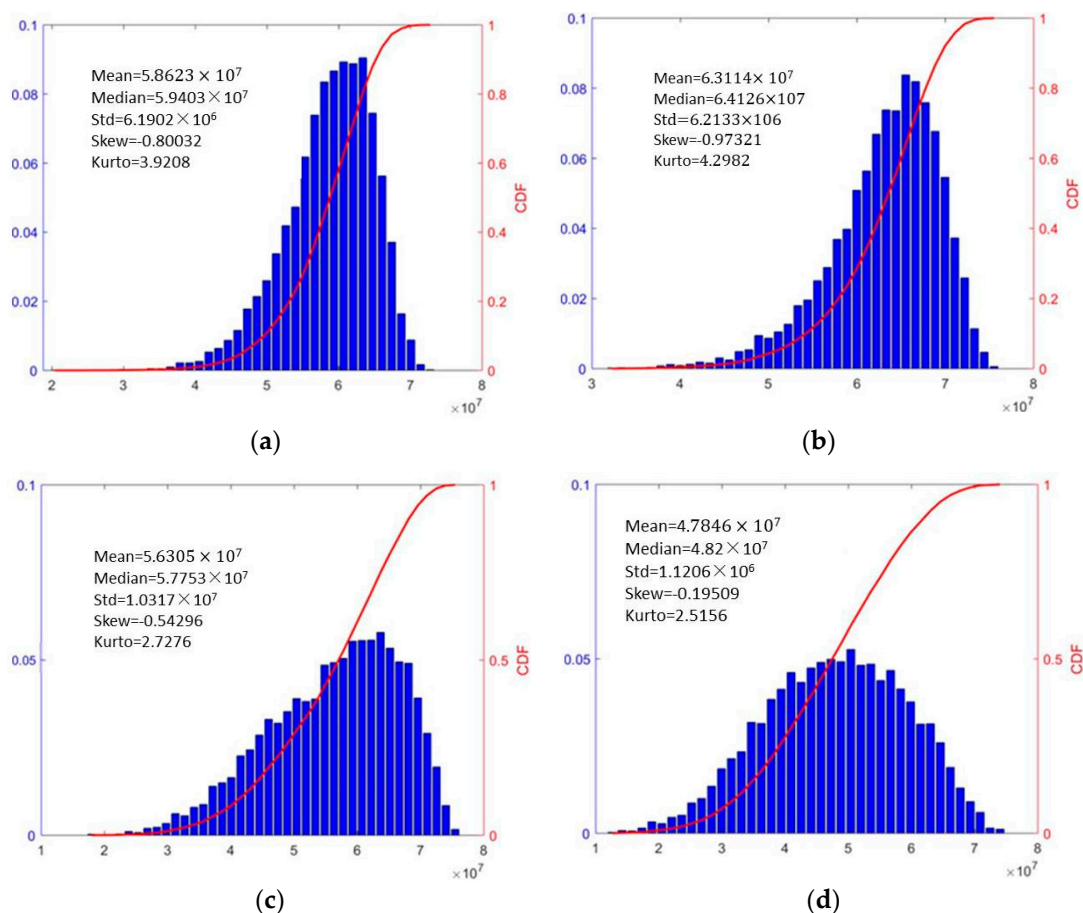 0.1
0.08
0.06
0.04
0.02
0
1
0.8
0.6
0.4
0.2
0
CDF
Mean=5.8623 × 10⁷
Median=5.9403×10⁷
Std=6.1902 × 10⁶
Skew=-0.80032
Kurto=3.9208
2 3 4 5 6 7 8
×10⁷
(a)
0.1
0.08
0.06
0.04
0.02
0
1
0.8
0.6
0.4
0.2
0
CDF
Mean=6.3114× 10⁷
Median=6.4126×107
Std=6.2133×106
Skew=-0.97321
Kurto=4.2982
3 4 5 6 7 8
×10⁷
(b)
0.1
0.05
0
1
0.5
0
CDF
Mean=5.6305 × 10⁷
Median=5.7753×10⁷
Std=1.0317×10⁷
Skew=-0.54296
Kurto=2.7276
1 2 3 4 5 6 7 8
×10⁷
(c)
0.1
0.05
0
1
0.5
0
CDF
Mean=4.7846 × 10⁷
Median=4.82×10⁷
Std=1.1206×10⁶
Skew=-0.19509
Kurto=2.5156
1 2 3 4 5 6 7 8
×10⁷
(d)